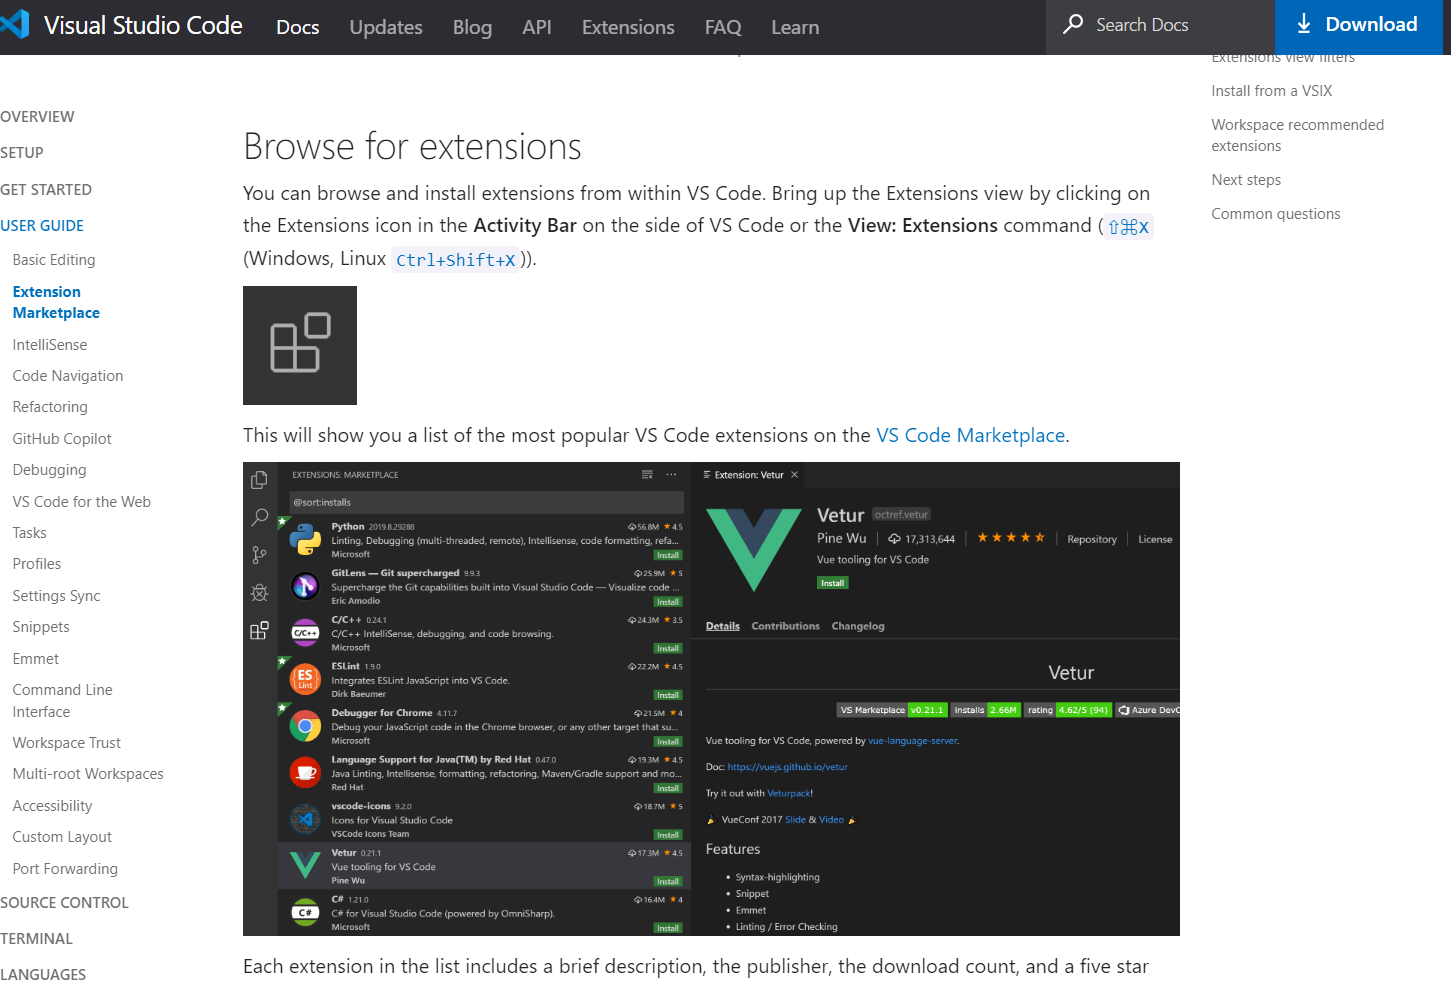 Visual Studio Code
Docs
Updates
Blog
API
Extensions
FAQ
Learn
Search Docs
Download
OVERVIEW
SETUP
GET STARTED
USER GUIDE
Basic Editing
Extension
Marketplace
IntelliSense
Code Navigation
Refactoring
GitHub Copilot
Debugging
VS Code for the Web
Tasks
Profiles
Settings Sync
Snippets
Emmet
Command Line
Interface
Workspace Trust
Multi-root Workspaces
Accessibility
Custom Layout
Port Forwarding
SOURCE CONTROL
TERMINAL
LANGUAGES
Browse for extensions
You can browse and install extensions from within VS Code. Bring up the Extensions view by clicking on
the Extensions icon in the Activity Bar on the side of VS Code or the View: Extensions command (⇧⌘X
(Windows, Linux Ctrl+Shift+X)).
This will show you a list of the most popular VS Code extensions on the VS Code Marketplace.
EXTENSIONS: MARKETPLACE
@sort:installs
Python 2019.8.29288 56.8M ★ 4.5
Linting, Debugging (multi-threaded, remote), Intellisense, code formatting, refa...
Microsoft Install
GitLens — Git supercharged 9.9.3 25.9M ★ 5
Supercharge the Git capabilities built into Visual Studio Code — Visualize code ...
Eric Amodio Install
C/C++
C/C++ 0.24.1 24.3M ★ 3.5
C/C++ IntelliSense, debugging, and code browsing.
Microsoft Install
ES
Lint
ESLint 1.9.0 22.2M ★ 4.5
Integrates ESLint JavaScript into VS Code.
Dirk Baeumer Install
Debugger for Chrome 4.11.7 21.5M ★ 4
Debug your JavaScript code in the Chrome browser, or any other target that su...
Microsoft Install
Language Support for Java(TM) by Red Hat 0.47.0 19.3M ★ 4.5
Java Linting, Intellisense, formatting, refactoring, Maven/Gradle support and mo...
Red Hat Install
vscode-icons 9.2.0 18.7M ★ 5
Icons for Visual Studio Code
VSCode Icons Team Install
Vetur 0.21.1 17.3M ★ 4.5
Vue tooling for VS Code
Pine Wu Install
C#
C# 1.21.0 16.4M ★ 4
C# for Visual Studio Code (powered by OmniSharp).
Microsoft Install
Extension: Vetur ×
Vetur octref.vetur
Pine Wu 17,313,644 Repository License
Vue tooling for VS Code
Install
Details Contributions Changelog
Vetur
VS Marketplace v0.21.1 installs 2.66M rating 4.62/5 (94) Azure DevO
Vue tooling for VS Code, powered by vue-language-server.
Doc: https://vuejs.github.io/vetur
Try it out with Veturpack!
🎉 VueConf 2017 Slide & Video 🎉
Features
• Syntax-highlighting
• Snippet
• Emmet
• Linting / Error Checking
Each extension in the list includes a brief description, the publisher, the download count, and a five star
Extensions view filters
Install from a VSIX
Workspace recommended
extensions
Next steps
Common questions